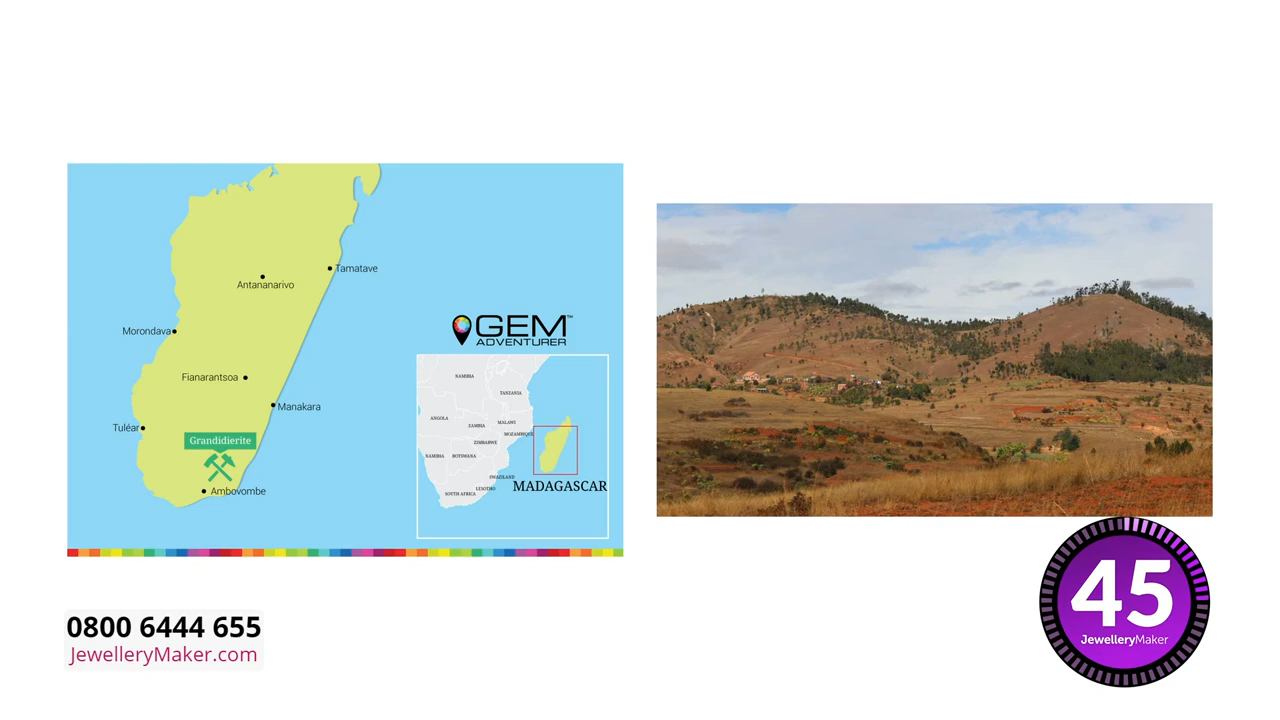 Tamatave
Antananarivo
Morondava
GEM™
ADVENTURER
NAMIBIA
TANZANIA
Fianarantsoa
Manakara
ANGOLA
MALAWI
ZAMBIA
MOZAMBIQUE
Tuléar
Grandidierite
ZIMBABWE
NAMIBIA
BOTSWANA
SWAZILAND
MADAGASCAR
LESOTHO
SOUTH AFRICA
Ambovombe
45
JewelleryMaker
0800 6444 655
JewelleryMaker.com